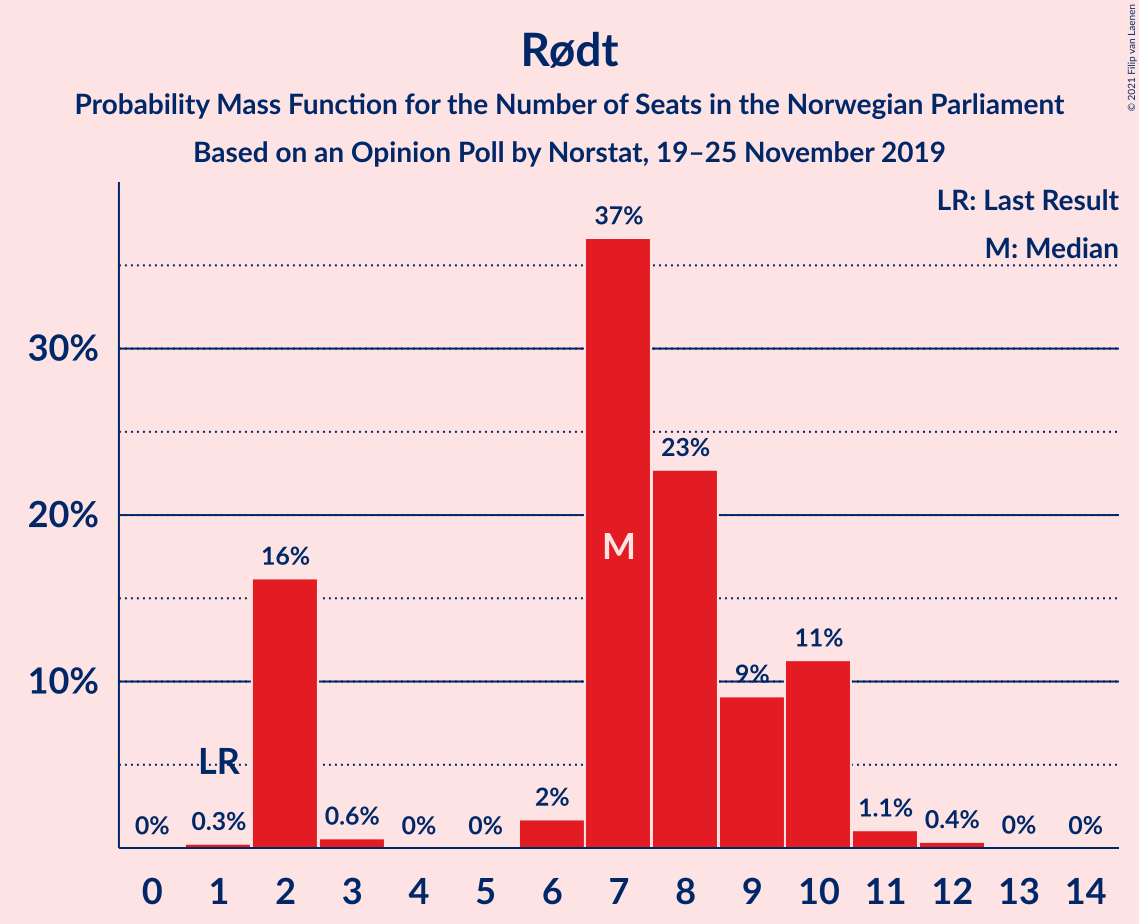 Rødt
Probability Mass Function for the Number of Seats in the Norwegian Parliament
Based on an Opinion Poll by Norstat, 19–25 November 2019
© 2021 Filip van Laenen
LR: Last Result
M: Median
37%
30%
23%
20%
M
16%
11%
10%
9%
LR
0%
0.3%
0.6%
0%
0%
2%
1.1%
0.4%
0%
0%
0 1 2 3 4 5 6 7 8 9 10 11 12 13 14